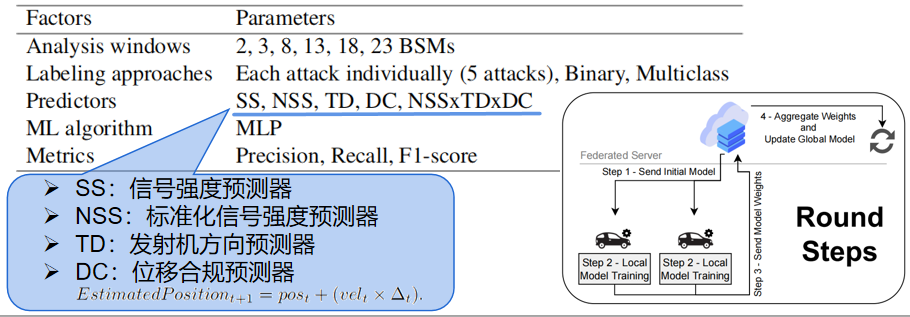 Factors Parameters
Analysis windows 2, 3, 8, 13, 18, 23 BSMs
Labeling approaches Each attack individually (5 attacks), Binary, Multiclass
Predictors SS, NSS, TD, DC, NSSxTDxDC
ML algorithm MLP
Metrics Precision, Recall, F1-score
➢ SS：信号强度预测器
➢ NSS：标准化信号强度预测器
➢ TD：发射机方向预测器
➢ DC：位移合规预测器
EstimatedPosition_{t+1} = pos_t + (vel_t × Δ_t).
4 - Aggregate Weights
and
Update Global Model
Federated Server
Step 1 - Send Initial Model
Step 2 - Local
Model Training
Step 2 - Local
Model Training
Step 3 - Send Model Weights
Round
Steps